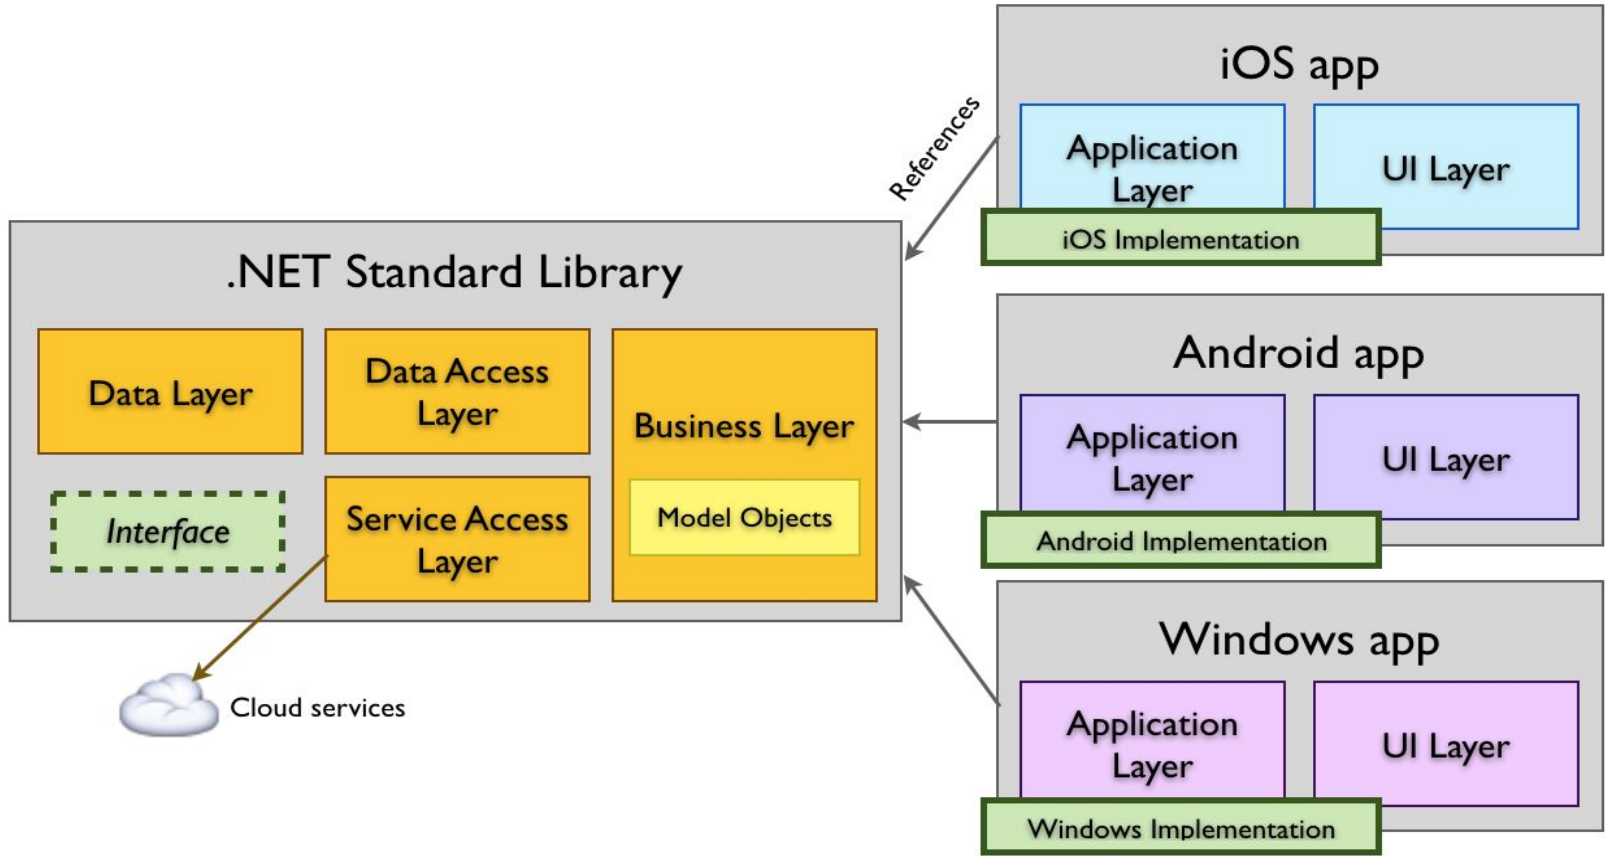 iOS app
References
Application
Layer
UI Layer
iOS Implementation
.NET Standard Library
Data Layer
Data Access
Layer
Business Layer
Model Objects
Interface
Service Access
Layer
Cloud services
Android app
Application
Layer
UI Layer
Android Implementation
Windows app
Application
Layer
UI Layer
Windows Implementation